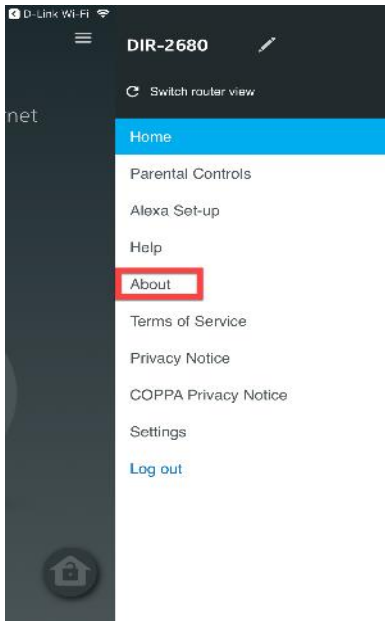 D-Link Wi-Fi
DIR-2680
Switch router view
rnet
Home
Parental Controls
Alexa Set-up
Help
About
Terms of Service
Privacy Notice
COPPA Privacy Notice
Settings
Log out